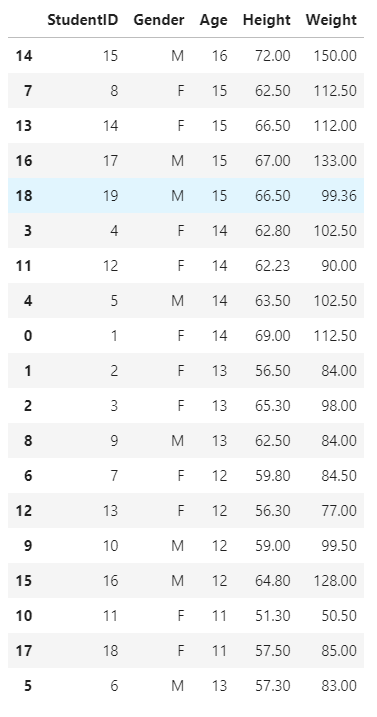 StudentID Gender Age Height Weight
14 15 M 16 72.00 150.00
7 8 F 15 62.50 112.50
13 14 F 15 66.50 112.00
16 17 M 15 67.00 133.00
18 19 M 15 66.50 99.36
3 4 F 14 62.80 102.50
11 12 F 14 62.23 90.00
4 5 M 14 63.50 102.50
0 1 F 14 69.00 112.50
1 2 F 13 56.50 84.00
2 3 F 13 65.30 98.00
8 9 M 13 62.50 84.00
6 7 F 12 59.80 84.50
12 13 F 12 56.30 77.00
9 10 M 12 59.00 99.50
15 16 M 12 64.80 128.00
10 11 F 11 51.30 50.50
17 18 F 11 57.50 85.00
5 6 M 13 57.30 83.00